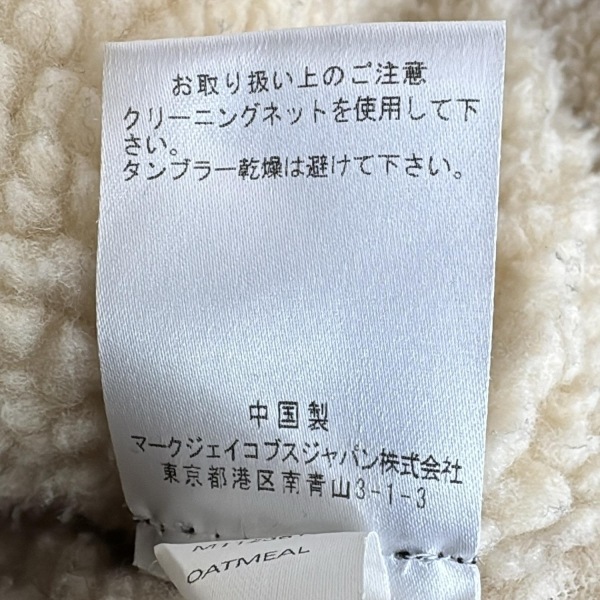 お取り扱い上のご注意
クリーニングネットを使用して下
さい。
タンブラー乾燥は避けて下さい。
中国製
マークジェイコブスジャパン株式会社
東京都港区南青山3-1-3
OATMEAL